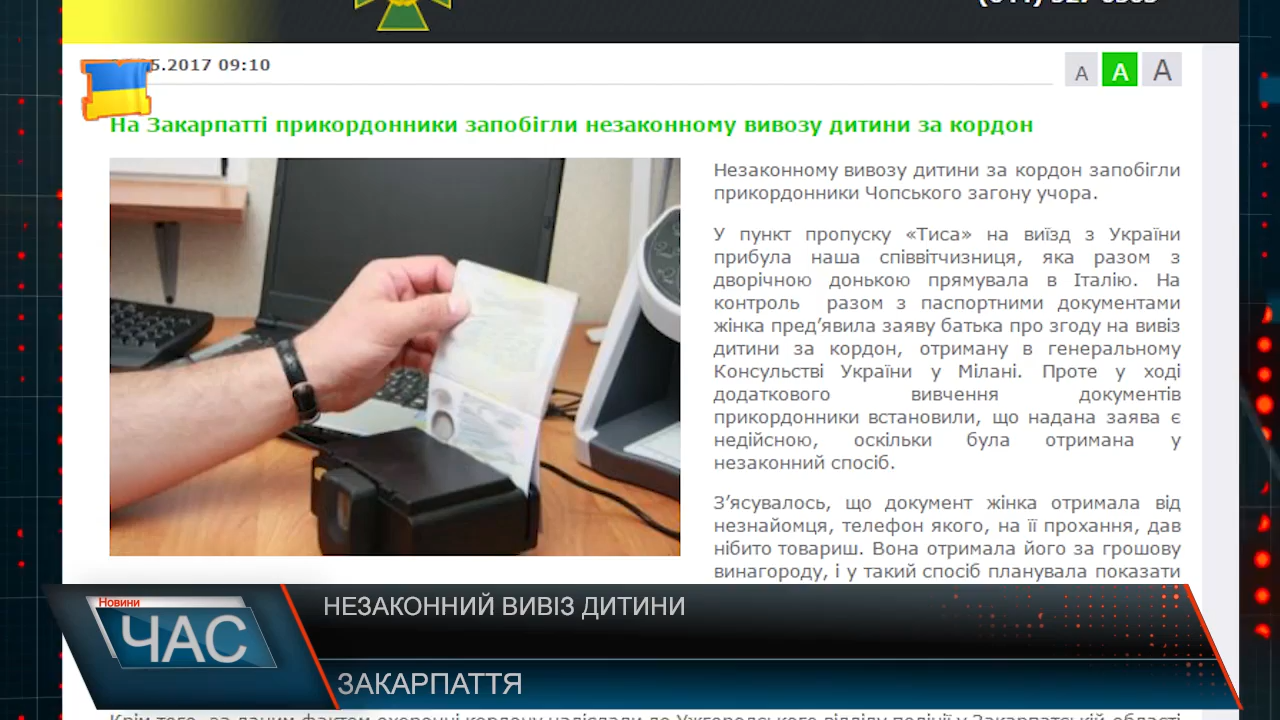 5.2017 09:10
A A A
На Закарпатті прикордонники запобігли незаконному вивозу дитини за кордон
Незаконному вивозу дитини за кордон запобігли
прикордонники Чопського загону учора.
У пункт пропуску «Тиса» на виїзд з України
прибула наша співвітчизниця, яка разом з
дворічною донькою прямувала в Італію. На
контроль разом з паспортними документами
жінка пред’явила заяву батька про згоду на вивіз
дитини за кордон, отриману в генеральному
Консульстві України у Мілані. Проте у ході
додаткового вивчення документів
прикордонники встановили, що надана заява є
недійсною, оскільки була отримана у
незаконний спосіб.
З’ясувалось, що документ жінка отримала від
незнайомця, телефон якого, на її прохання, дав
нібито товариш. Вона отримала його за грошову
винагороду, і у такий спосіб планувала показати
Новини
ЧАС
НЕЗАКОННИЙ ВИВІЗ ДИТИНИ
ЗАКАРПАТТЯ